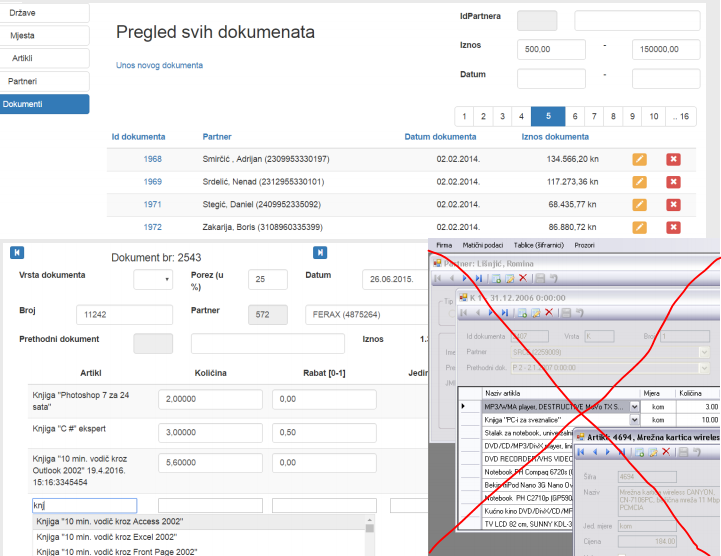 Države
Mjesta
Artikli
Partneri
Dokumenti
Pregled svih dokumenata
Unos novog dokumenta
IdPartnera
Iznos 500,00 - 150000,00
Datum -
1 2 3 4 5 6 7 8 9 10 .. 16
Id dokumenta Partner Datum dokumenta Iznos dokumenta
1968 Smirčić , Adrijan (2309953330197) 02.02.2014. 134.566,20 kn
1969 Srdelić, Nenad (2312955330101) 02.02.2014. 117.273,36 kn
1971 Stegić, Daniel (2409952335092) 02.02.2014. 68.435,77 kn
1972 Zakarija, Boris (3108960335399) 02.02.2014. 86.880,72 kn
Dokument br: 2543
Vrsta dokumenta Porez (u %) 25 Datum 26.06.2015.
Broj 11242 Partner 572 FERAX (4875264)
Prethodni dokument Iznos 1.
Artikl Količina Rabat [0-1] Jedir
Knjiga "Photoshop 7 za 24 sata" 2,00000 0,00
Knjiga "C #" ekspert 3,00000 0,50
Knjiga "10 min. vodič kroz Outlook 2002" 19.4.2016. 15:16:3345454 5,60000 0,00
knj
Knjiga "10 min. vodič kroz Access 2002"
Knjiga "10 min. vodič kroz Excel 2002"
Knjiga "10 min. vodič kroz Front Page 2002"
Firma Matični podaci Tablice (šifrarnici) Prozori
Partner: Lišnjić, Romina
K 1 31.12.2006 0:00:00
Tip
Id dokumenta Vrsta K Broj 1
Partner
Prethodni dok. P 2 - 2.1.2007 0:00:00
JM
Naziv artikla Mjera Količina
MP3/WMA player, DESTRUCTIVE MoVo TX S... kom 3.00
Knjiga "PC-i za sveznalice" kom 10.00
Stalak za notebook, univerzalni
DVD/CD/MP3/DivX player, lini
DVD RECORDER/VHS VIDEO
Notebook PH Compaq 6720s (
Bekin iPod Nano 3G Nano Ov
Notebook PH C2710p (GP590
Kućno kino DVD/DivX/CD/MP
TV LCD 82 cm, SUNNY KDL-3
Artikl: 4694, Mrežna kartica wireles
Šifra 4694
Naziv Mrežna kartica wireless CANYON, CN-710PC, bežična mreža 11 Mbp PCMCIA
Jed. mjere kom
Cijena 184.00